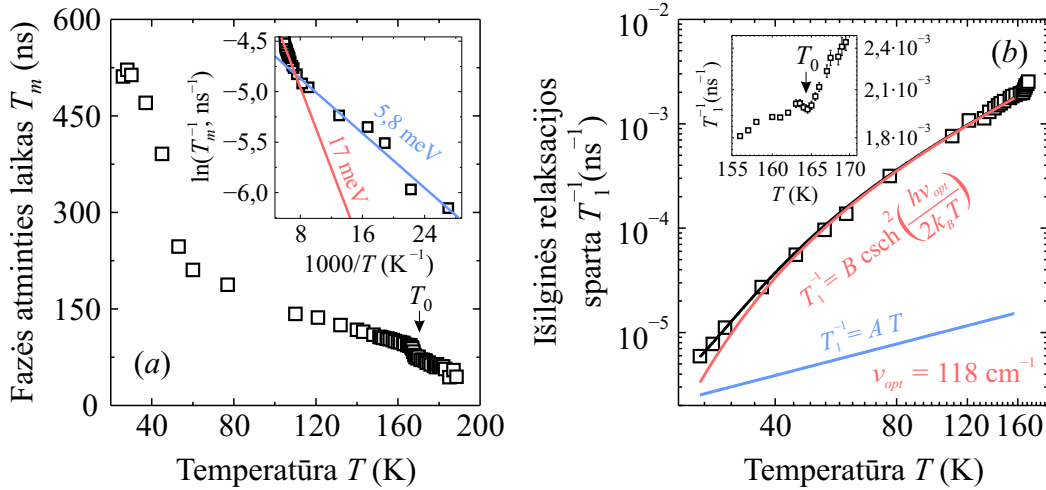 Fazės atminties laikas T_m (ns)
600
450
300
150
0
40
80
120
160
200
Temperatūra T (K)
(a)
T_0
ln(T_m^{-1}, ns^{-1})
−4,5
−5,0
−5,5
−6,0
8
16
24
1000/T (K^{-1})
17 meV
5,8 meV
Išilginės relaksacijos
sparta T_1^{-1}(ns^{-1})
10^{-2}
10^{-3}
10^{-4}
10^{-5}
40
80
120
160
Temperatūra T (K)
(b)
T_0
T_1^{-1}(ns^{-1})
2,4·10^{-3}
2,1·10^{-3}
1,8·10^{-3}
155
160
165
170
T (K)
T_1^{-1} = B csch^2(hν_{opt}/2k_BT)
T_1^{-1} = A T
ν_{opt} = 118 cm^{-1}